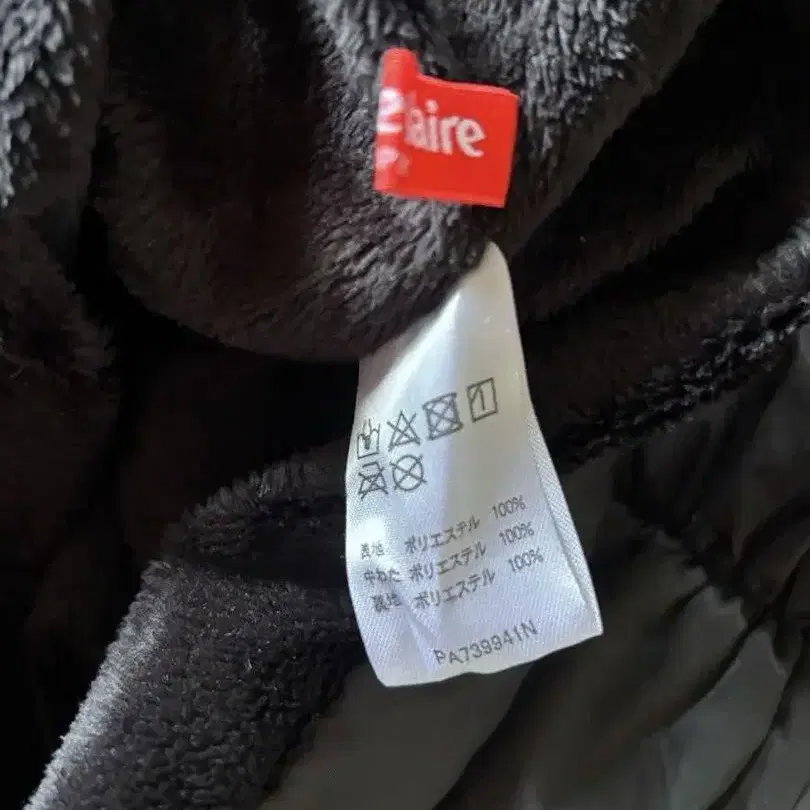 laire
表地 ポリエステル 100%
中わた ポリエステル 100%
裏地 ポリエステル 100%
PA739941N